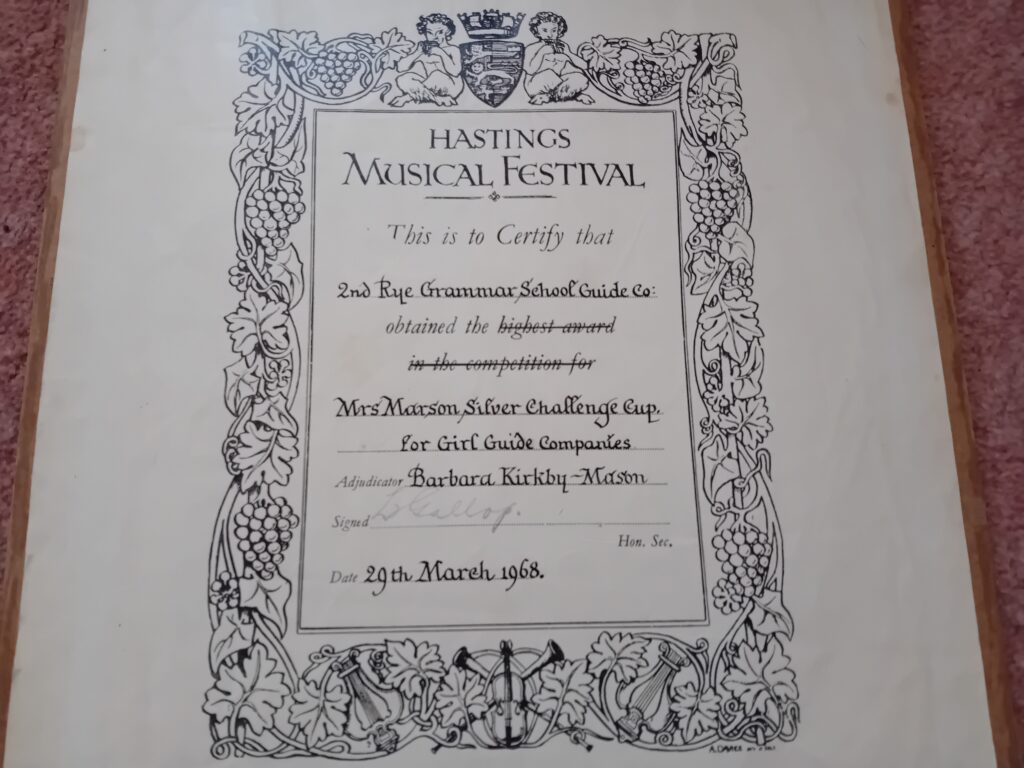 HASTINGS
MUSICAL FESTIVAL
This is to Certify that
2nd Rye Grammar School Guide Co:
obtained the highest award
in the competition for
Mrs Marson Silver Challenge Cup.
for Girl Guide Companies
Adjudicator Barbara Kirkby-Mason
Signed Gallop.
Hon. Sec.
Date 29th March 1968.